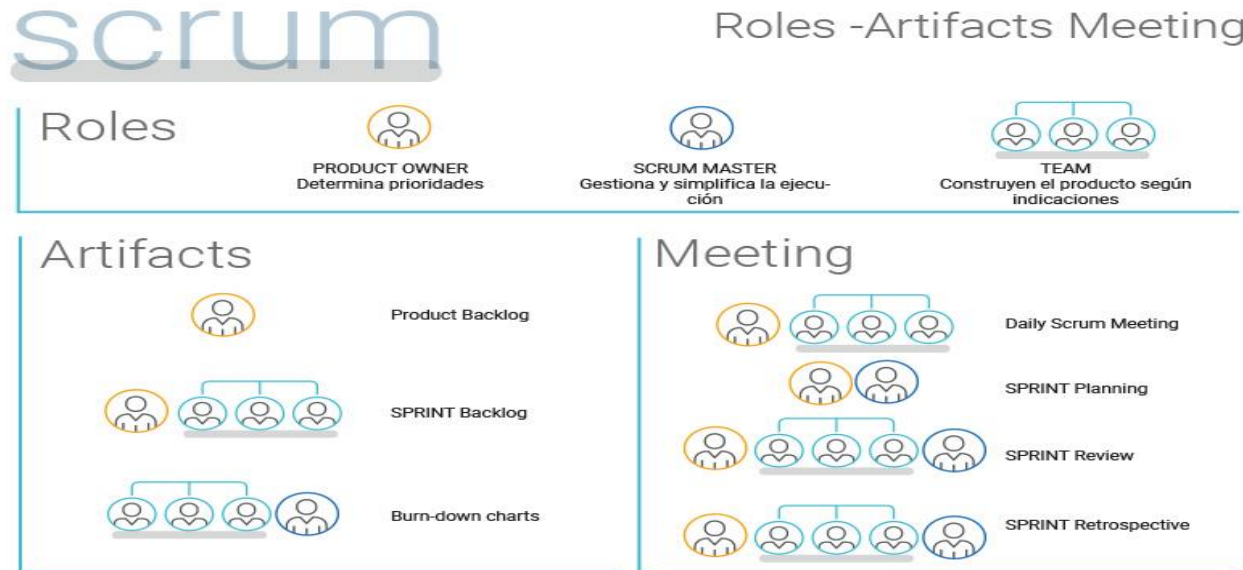 scrum
Roles -Artifacts Meeting
Roles
PRODUCT OWNER
Determina prioridades
SCRUM MASTER
Gestiona y simplifica la ejecu-
ción
TEAM
Construyen el producto según
indicaciones
Artifacts
Product Backlog
SPRINT Backlog
Burn-down charts
Meeting
Daily Scrum Meeting
SPRINT Planning
SPRINT Review
SPRINT Retrospective